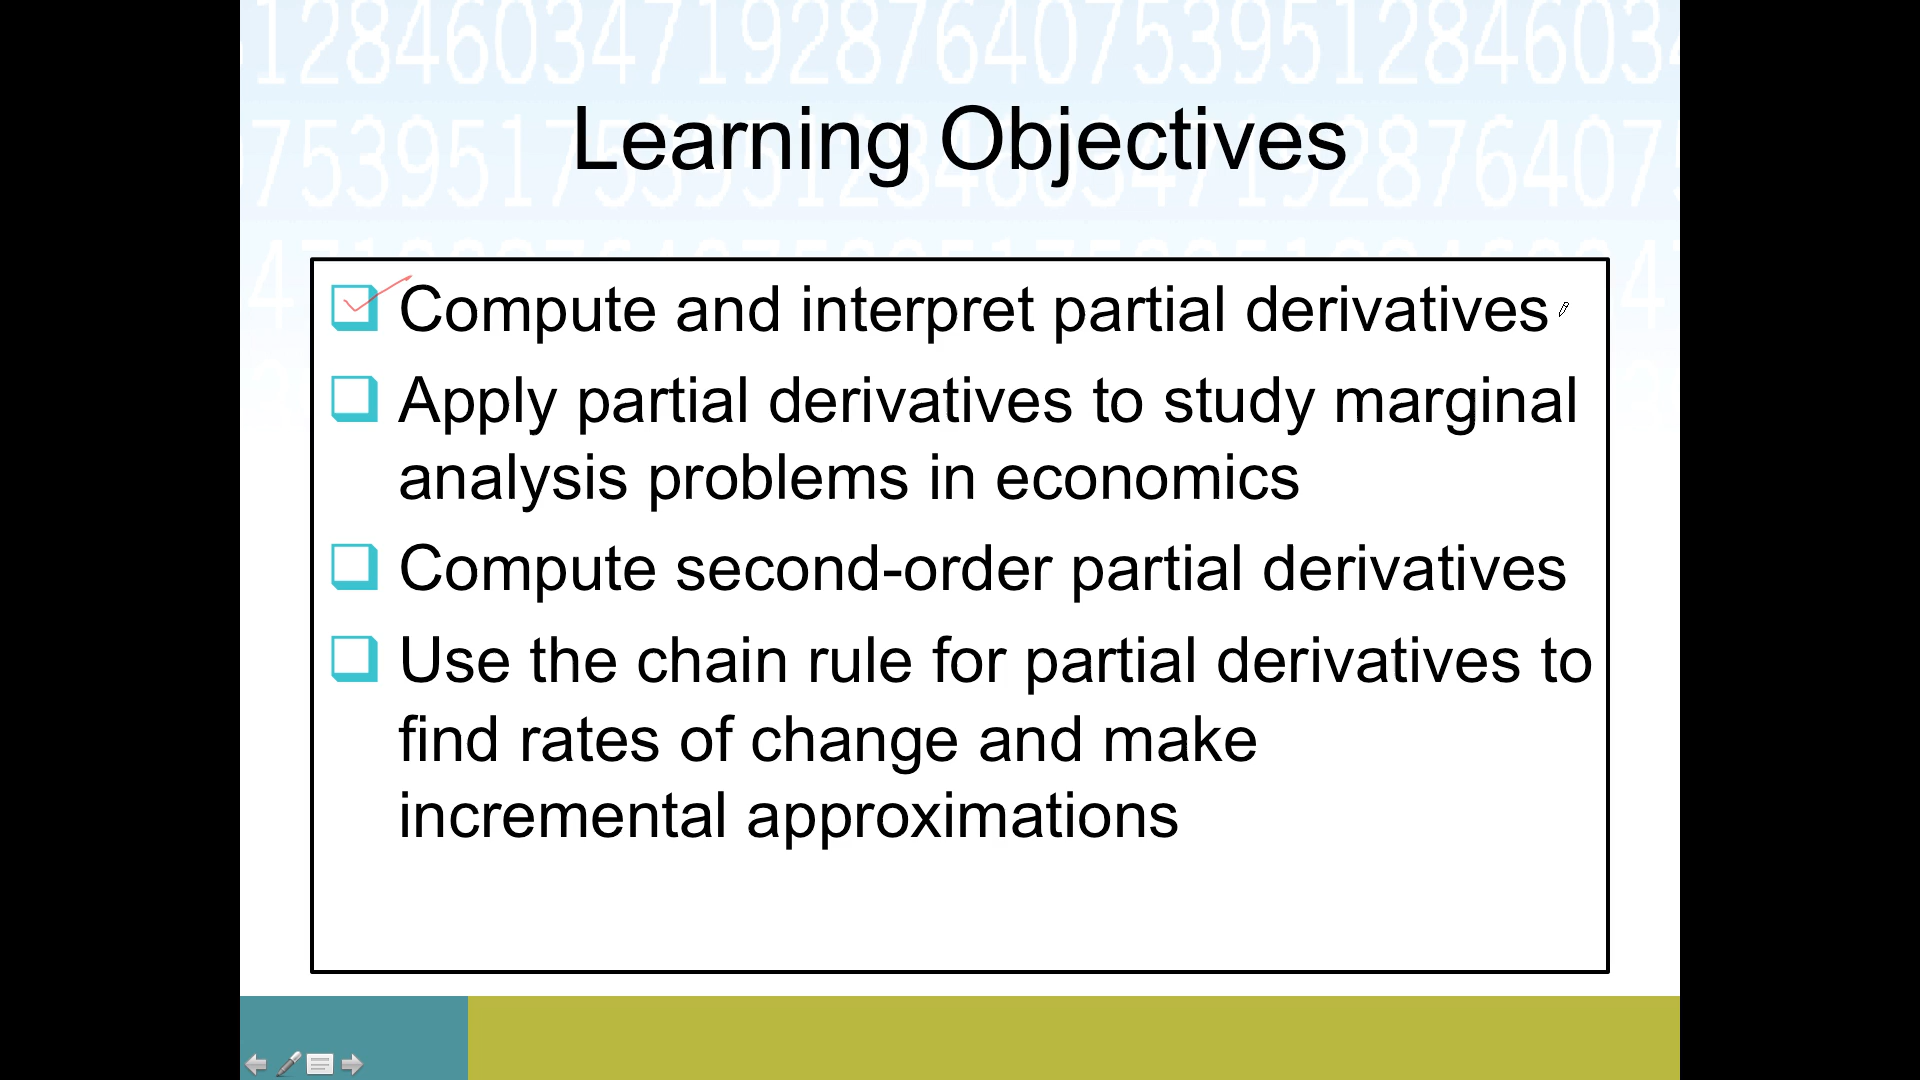 1284603471928764075395128460 34
Learning Objectives
Compute and interpret partial derivatives
Apply partial derivatives to study marginal
analysis problems in economics
Compute second-order partial derivatives
Use the chain rule for partial derivatives to
find rates of change and make
incremental approximations